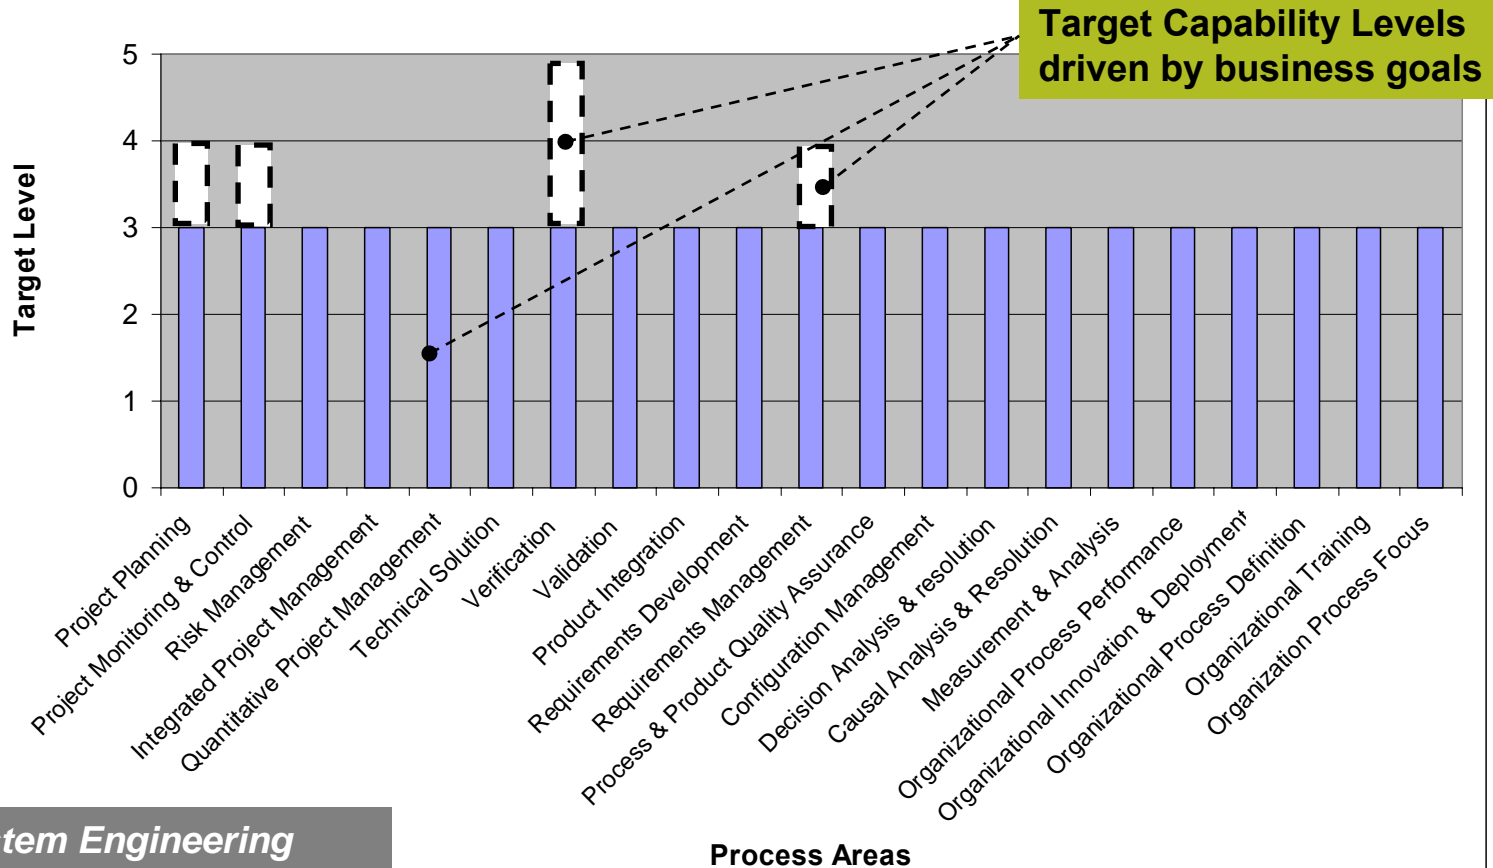 Target Capability Levels
driven by business goals
5
4
3
2
1
0
Target Level
Project Planning
Project Monitoring & Control
Risk Management
Integrated Project Management
Quantitative Project Management
Technical Solution
Verification
Validation
Product Integration
Requirements Development
Requirements Management
Process & Product Quality Assurance
Configuration Management
Decision Analysis & resolution
Causal Analysis & Resolution
Measurement & Analysis
Organizational Process Performance
Organizational Innovation & Deployment
Organizational Process Definition
Organizational Training
Organization Process Focus
Process Areas
tem Engineering